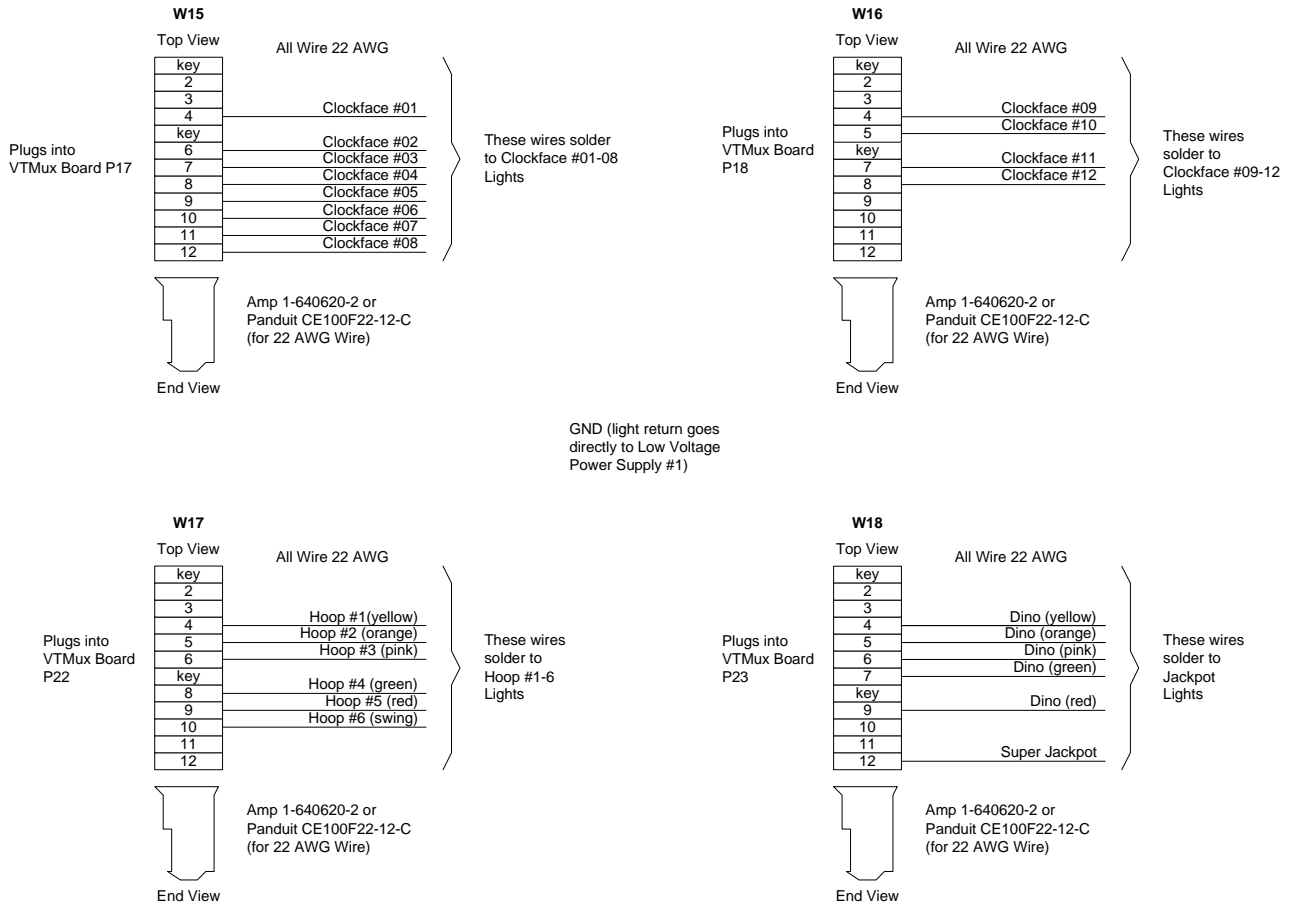 W15
Top View
All Wire 22 AWG
key
2
3
4
key
6
7
8
9
10
11
12
Clockface #01
Clockface #02
Clockface #03
Clockface #04
Clockface #05
Clockface #06
Clockface #07
Clockface #08
Plugs into
VTMux Board P17
These wires solder
to Clockface #01-08
Lights
Amp 1-640620-2 or
Panduit CE100F22-12-C
(for 22 AWG Wire)
End View
W16
Top View
All Wire 22 AWG
key
2
3
4
5
key
7
8
9
10
11
12
Clockface #09
Clockface #10
Clockface #11
Clockface #12
Plugs into
VTMux Board
P18
These wires
solder to
Clockface #09-12
Lights
Amp 1-640620-2 or
Panduit CE100F22-12-C
(for 22 AWG Wire)
End View
GND (light return goes
directly to Low Voltage
Power Supply #1)
W17
Top View
All Wire 22 AWG
key
2
3
4
5
6
key
8
9
10
11
12
Hoop #1(yellow)
Hoop #2 (orange)
Hoop #3 (pink)
Hoop #4 (green)
Hoop #5 (red)
Hoop #6 (swing)
Plugs into
VTMux Board
P22
These wires
solder to
Hoop #1-6
Lights
Amp 1-640620-2 or
Panduit CE100F22-12-C
(for 22 AWG Wire)
End View
W18
Top View
All Wire 22 AWG
key
2
3
4
5
6
7
key
9
10
11
12
Dino (yellow)
Dino (orange)
Dino (pink)
Dino (green)
Dino (red)
Super Jackpot
Plugs into
VTMux Board
P23
These wires
solder to
Jackpot
Lights
Amp 1-640620-2 or
Panduit CE100F22-12-C
(for 22 AWG Wire)
End View